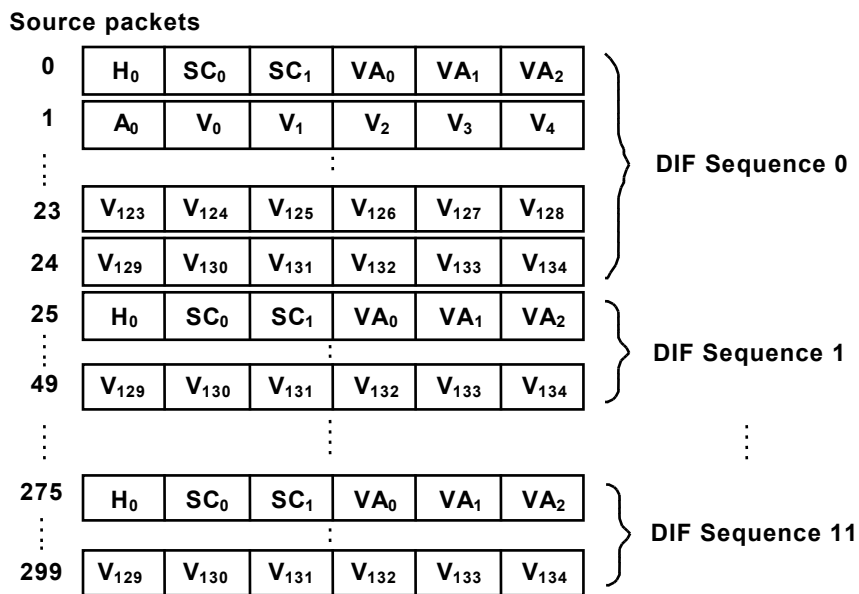 Source packets
0 H₀ SC₀ SC₁ VA₀ VA₁ VA₂
1 A₀ V₀ V₁ V₂ V₃ V₄
DIF Sequence 0
23 V₁₂₃ V₁₂₄ V₁₂₅ V₁₂₆ V₁₂₇ V₁₂₈
24 V₁₂₉ V₁₃₀ V₁₃₁ V₁₃₂ V₁₃₃ V₁₃₄
25 H₀ SC₀ SC₁ VA₀ VA₁ VA₂
DIF Sequence 1
49 V₁₂₉ V₁₃₀ V₁₃₁ V₁₃₂ V₁₃₃ V₁₃₄
275 H₀ SC₀ SC₁ VA₀ VA₁ VA₂
DIF Sequence 11
299 V₁₂₉ V₁₃₀ V₁₃₁ V₁₃₂ V₁₃₃ V₁₃₄